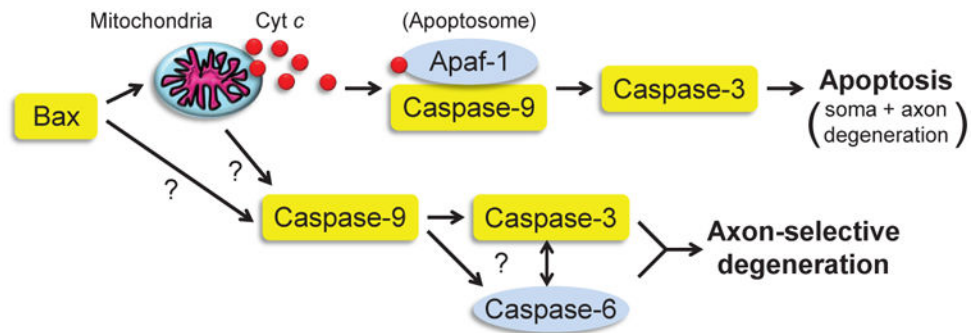 Mitochondria Cyt c (Apoptosome)
Apaf-1
Caspase-9
Caspase-3
Apoptosis
(soma + axon
degeneration)
Bax
?
?
Caspase-9
Caspase-3
?
Caspase-6
Axon-selective
degeneration